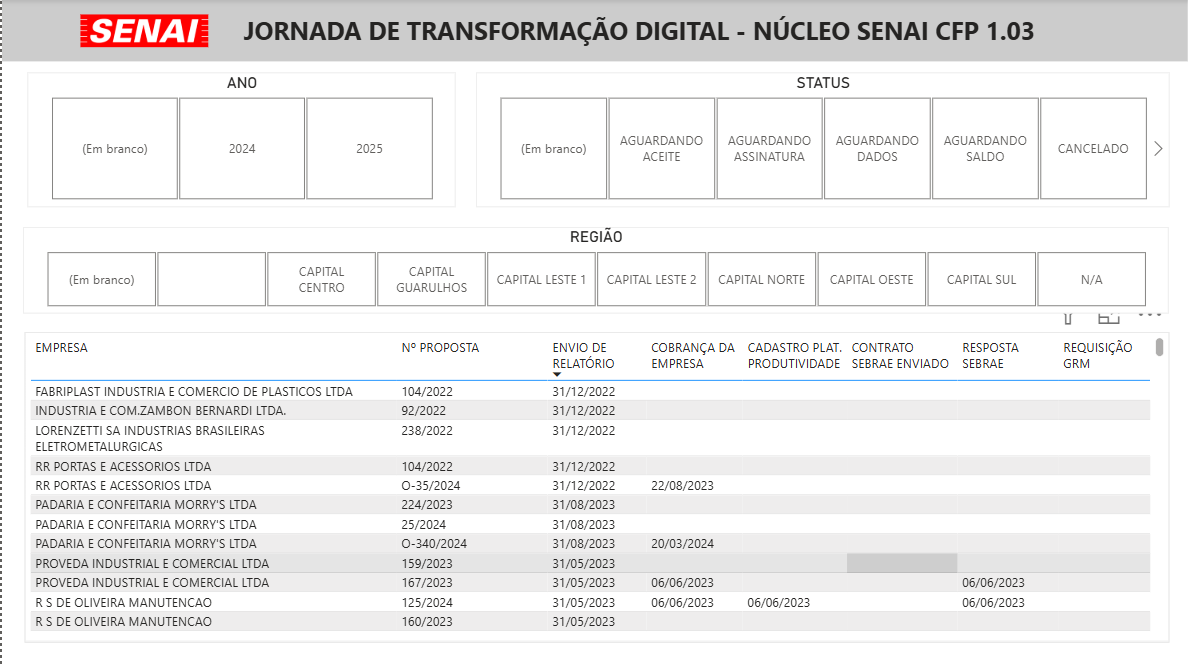 SENAI
JORNADA DE TRANSFORMAÇÃO DIGITAL - NÚCLEO SENAI CFP 1.03
ANO
(Em branco) 2024 2025
STATUS
(Em branco) AGUARDANDO ACEITE AGUARDANDO ASSINATURA AGUARDANDO DADOS AGUARDANDO SALDO CANCELADO
REGIÃO
(Em branco) CAPITAL CENTRO CAPITAL GUARULHOS CAPITAL LESTE 1 CAPITAL LESTE 2 CAPITAL NORTE CAPITAL OESTE CAPITAL SUL N/A
EMPRESA Nº PROPOSTA ENVIO DE RELATÓRIO COBRANÇA DA EMPRESA CADASTRO PLAT. PRODUTIVIDADE CONTRATO SEBRAE ENVIADO RESPOSTA SEBRAE REQUISIÇÃO GRM
FABRIPLAST INDUSTRIA E COMERCIO DE PLASTICOS LTDA 104/2022 31/12/2022
INDUSTRIA E COM.ZAMBON BERNARDI LTDA. 92/2022 31/12/2022
LORENZETTI SA INDUSTRIAS BRASILEIRAS 238/2022 31/12/2022
ELETROMETALURGICAS
RR PORTAS E ACESSORIOS LTDA 104/2022 31/12/2022
RR PORTAS E ACESSORIOS LTDA O-35/2024 31/12/2022 22/08/2023
PADARIA E CONFEITARIA MORRY'S LTDA 224/2023 31/08/2023
PADARIA E CONFEITARIA MORRY'S LTDA 25/2024 31/08/2023
PADARIA E CONFEITARIA MORRY'S LTDA O-340/2024 31/08/2023 20/03/2024
PROVEDA INDUSTRIAL E COMERCIAL LTDA 159/2023 31/05/2023
PROVEDA INDUSTRIAL E COMERCIAL LTDA 167/2023 31/05/2023 06/06/2023 06/06/2023
R S DE OLIVEIRA MANUTENCAO 125/2024 31/05/2023 06/06/2023 06/06/2023 06/06/2023
R S DE OLIVEIRA MANUTENCAO 160/2023 31/05/2023